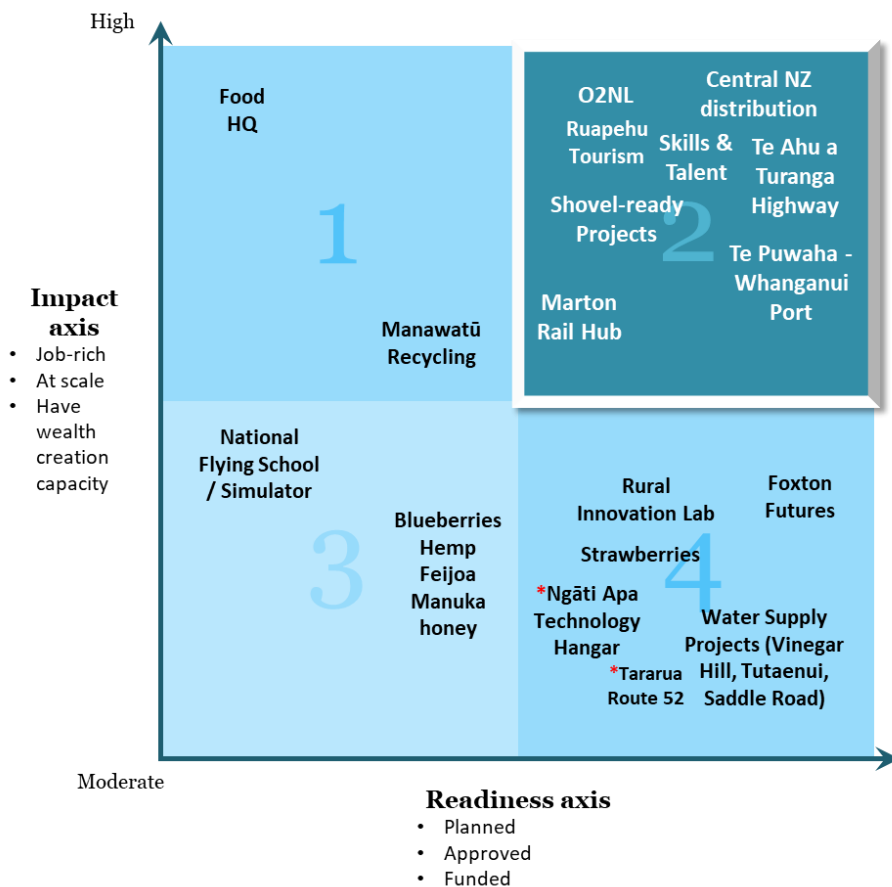 High
Food
HQ
1
Manawatū
Recycling
O2NL
Central NZ
distribution
Ruapehu
Tourism
Skills &
Talent
Te Ahu a
Turanga
Highway
Shovel-ready
Projects
2
Te Puwaha -
Whanganui
Port
Marton
Rail Hub
Impact
axis
• Job-rich
• At scale
• Have
wealth
creation
capacity
National
Flying School
/ Simulator
3
Blueberries
Hemp
Feijoa
Manuka
honey
Rural
Innovation Lab
Foxton
Futures
Strawberries
4
*Ngāti Apa
Technology
Hangar
Water Supply
Projects (Vinegar
Hill, Tutaenui,
Saddle Road)
*Tararua
Route 52
Moderate
Readiness axis
• Planned
• Approved
• Funded